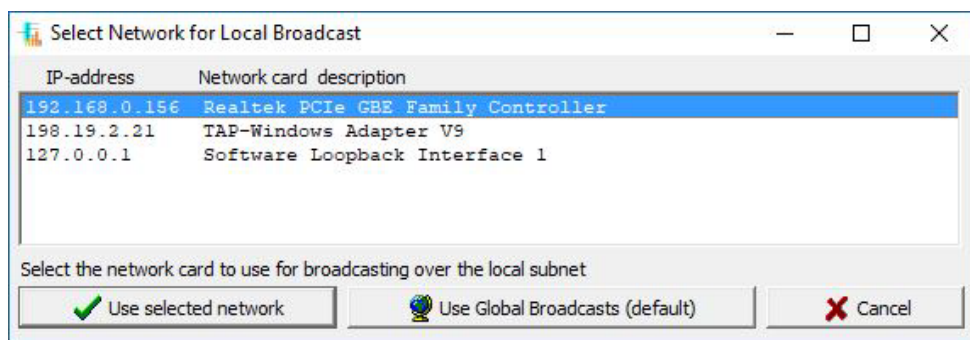 Select Network for Local Broadcast
IP-address Network card description
192.168.0.156 Realtek PCIe GBE Family Controller
198.19.2.21 TAP-Windows Adapter V9
127.0.0.1 Software Loopback Interface 1
Select the network card to use for broadcasting over the local subnet
Use selected network Use Global Broadcasts (default) Cancel